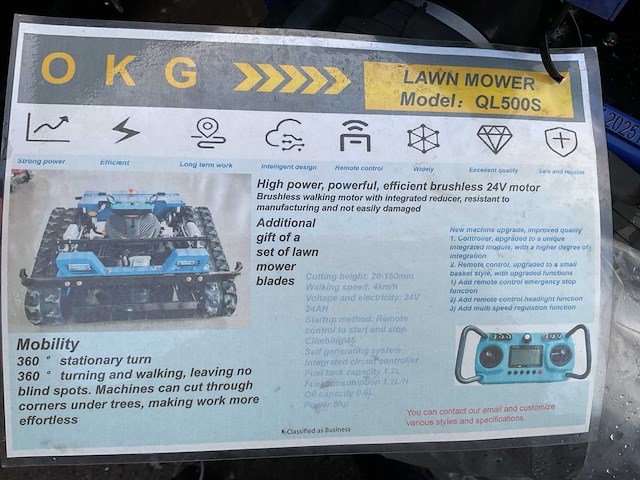 OKG
LAWN MOWER
Model: QL500S
Strong power
Efficient
Long term work
Intelligent design
Remote control
Widely
Excellent quality
Safe and reliable
High power, powerful, efficient brushless 24V motor
Brushless walking motor with integrated reducer, resistant to
manufacturing and not easily damaged
Additional
gift of a
set of lawn
mower
blades
Cutting height: 20-150mm
Walking speed: 4km/h
Voltage and electricity: 24V
24AH
Startup method: Remote
control to start and stop
Climbing45
Self generating system
Integrated circuit controller
Fuel tank capacity 1.2L
Fuel consumption 1.2L/H
Oil capacity 0.6L
Power 9hp
New machine upgrade, improved quality
1. Controller, upgraded to a unique
integrated module, with a higher degree of
integration
2. Remote control, upgraded to a small
basket style, with upgraded functions
1) Add remote control emergency stop
function
2) Add remote control headlight function
3) Add multi speed regulation function
Mobility
360 ° stationary turn
360 ° turning and walking, leaving no
blind spots. Machines can cut through
corners under trees, making work more
effortless
You can contact our email and customize
various styles and specifications.
Classified as Business